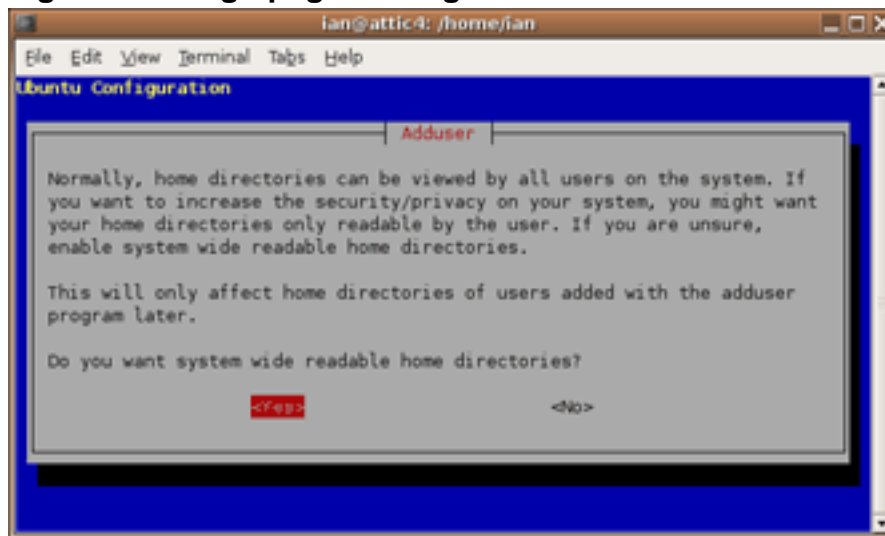 ian@attic4: /home/ian
File Edit View Terminal Tabs Help
Ubuntu Configuration
Adduser
Normally, home directories can be viewed by all users on the system. If
you want to increase the security/privacy on your system, you might want
your home directories only readable by the user. If you are unsure,
enable system wide readable home directories.
This will only affect home directories of users added with the adduser
program later.
Do you want system wide readable home directories?
<Yes> <No>